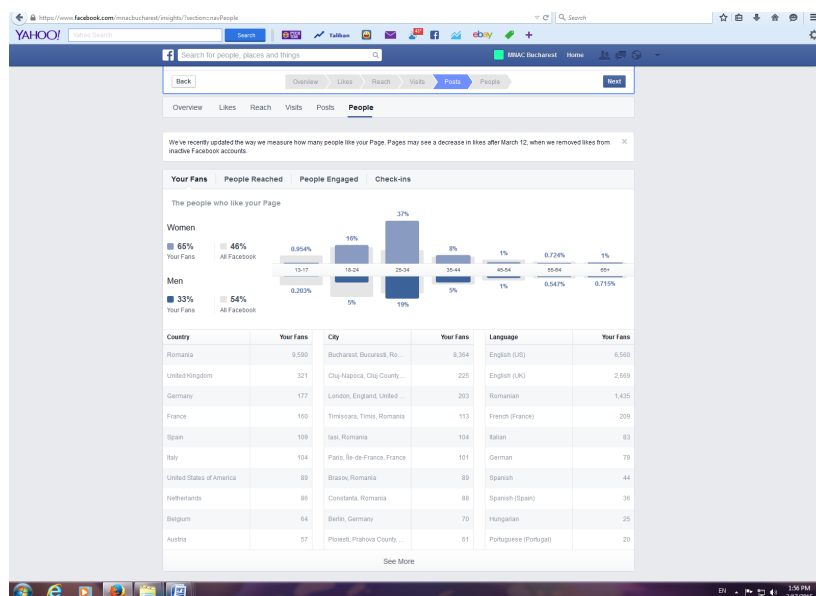 https://www.facebook.com/mnacbucharest/insights/?section=navPeople
Search
YAHOO!
Yahoo Search
Search
Talikan
ebay
Search for people, places and things
MNAC Bucharest Home
Back
Overview Likes Reach Visits Posts People
Next
Overview Likes Reach Visits Posts People
We've recently updated the way we measure how many people like your Page. Pages may see a decrease in likes after March 12, when we removed likes from
inactive Facebook accounts.
Your Fans People Reached People Engaged Check-ins
The people who like your Page
Women
65% Your Fans
46% All Facebook
0.954% 16% 37% 8% 1% 0.724% 1%
13-17 18-24 25-34 35-44 45-54 55-64 65+
Men
33% Your Fans
54% All Facebook
0.203% 5% 19% 5% 1% 0.547% 0.715%
Country Your Fans City Your Fans Language Your Fans
Romania 9,599 Bucharest, Bucuresti, Ro... 8,364 English (US) 6,560
United Kingdom 321 Cluj-Napoca, Cluj County,... 225 English (UK) 2,669
Germany 177 London, England, United ... 203 Romanian 1,435
France 160 Timisoara, Timis, Romania 113 French (France) 209
Spain 109 Iasi, Romania 104 Italian 83
Italy 104 Paris, Île-de-France, France 101 German 79
United States of America 89 Brasov, Romania 89 Spanish 44
Netherlands 86 Constanta, Romania 88 Spanish (Spain) 36
Belgium 64 Berlin, Germany 70 Hungarian 25
Austria 57 Ploiesti, Prahova County, ... 61 Portuguese (Portugal) 20
See More
EN
1:56 PM